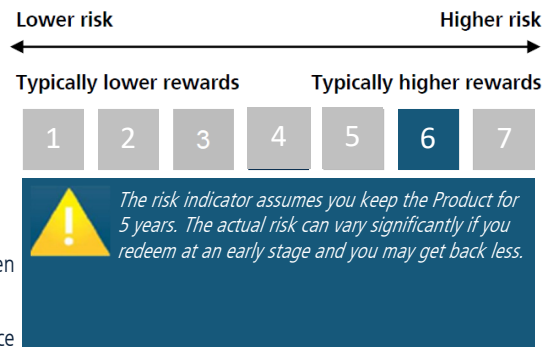 Lower risk Higher risk
Typically lower rewards Typically higher rewards
1 2 3 4 5 6 7
The risk indicator assumes you keep the Product for
5 years. The actual risk can vary significantly if you
redeem at an early stage and you may get back less.
en
ce